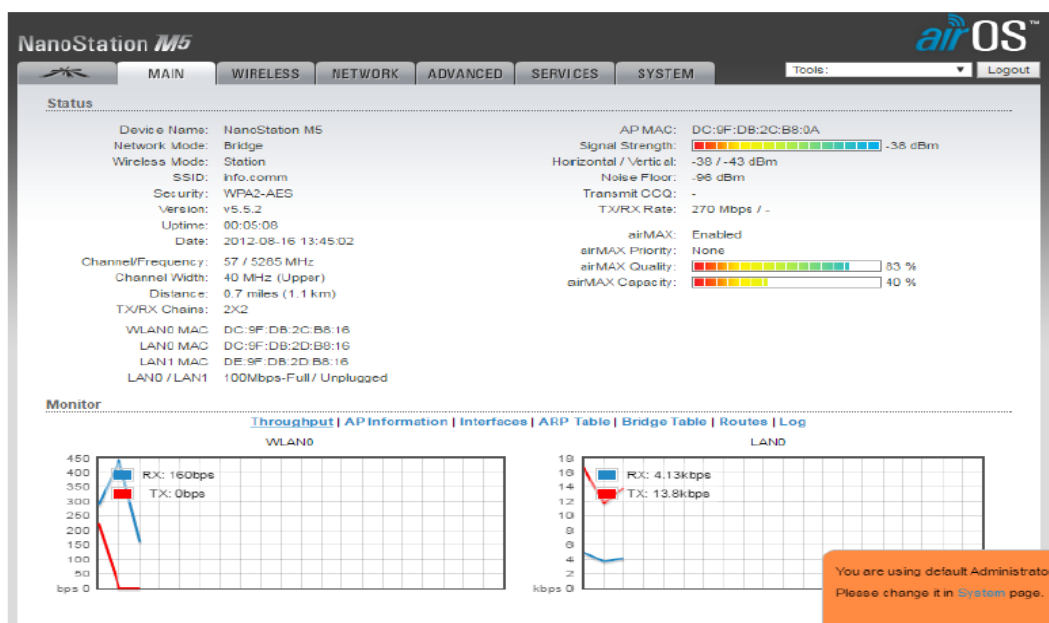 NanoStation M5
airOS™
MAIN
WIRELESS
NETWORK
ADVANCED
SERVICES
SYSTEM
Tools:
Logout
Status
Device Name: NanoStation M5
Network Mode: Bridge
Wireless Mode: Station
SSID: info.comm
Security: WPA2-AES
Version: v5.5.2
Uptime: 00:05:08
Date: 2012-08-16 13:45:02
Channel/Frequency: 57 / 5285 MHz
Channel Width: 40 MHz (Upper)
Distance: 0.7 miles (1.1 km)
TX/RX Chains: 2X2
WLAN0 MAC DC:9F:DB:2C:B8:16
LAN0 MAC DC:9F:DB:2D:B8:16
LAN1 MAC DE:9F:DB:2D:B8:16
LAN0 / LAN1 100Mbps-Full / Unplugged
AP MAC: DC:9F:DB:2C:B8:0A
Signal Strength: -38 dBm
Horizontal / Vertical: -38 / -43 dBm
Noise Floor: -96 dBm
Transmit CCQ: -
TX/RX Rate: 270 Mbps / -
airMAX: Enabled
airMAX Priority: None
airMAX Quality: 83 %
airMAX Capacity: 40 %
Monitor
Throughput | AP Information | Interfaces | ARP Table | Bridge Table | Routes | Log
WLAN0
450
400
350
300
250
200
150
100
50
bps 0
RX: 160bps
TX: 0bps
LAN0
18
16
14
12
10
8
6
4
2
kbps 0
RX: 4.13kbps
TX: 13.8kbps
You are using default Administrato
Please change it in System page.